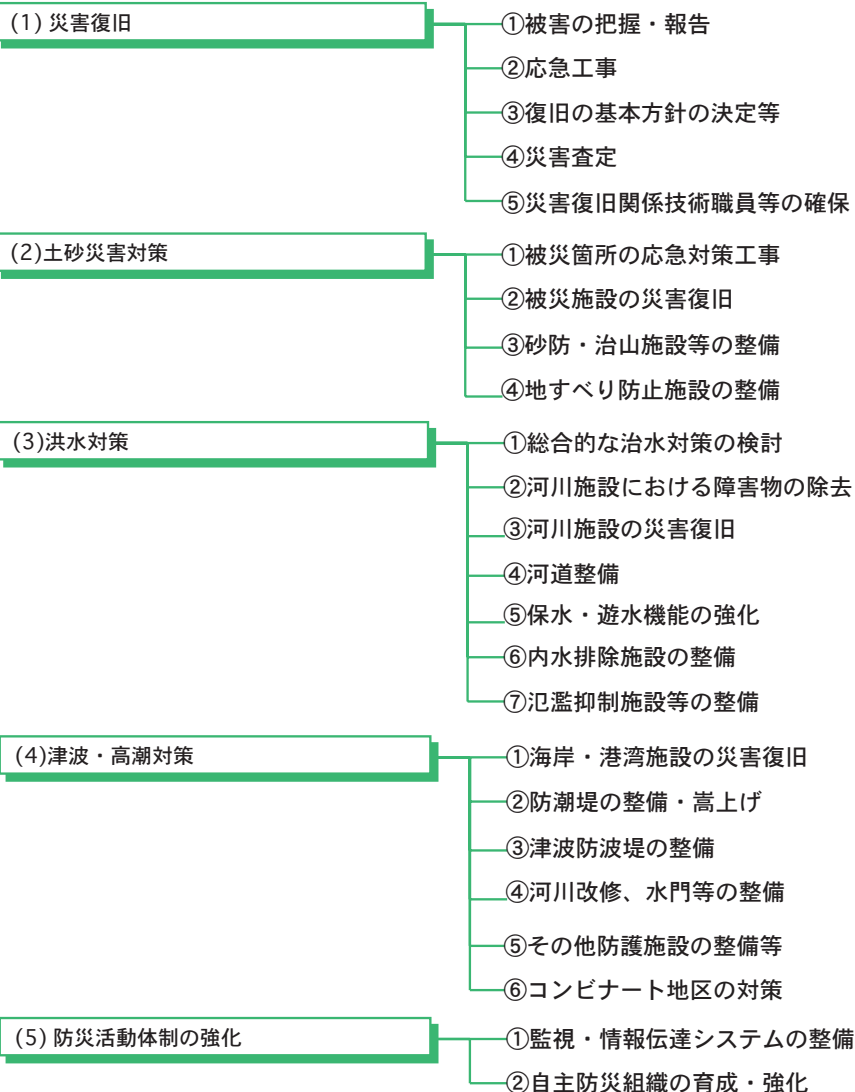 (1) 災害復旧
①被害の把握・報告
②応急工事
③復旧の基本方針の決定等
④災害査定
⑤災害復旧関係技術職員等の確保
(2)土砂災害対策
①被災箇所の応急対策工事
②被災施設の災害復旧
③砂防・治山施設等の整備
④地すべり防止施設の整備
(3)洪水対策
①総合的な治水対策の検討
②河川施設における障害物の除去
③河川施設の災害復旧
④河道整備
⑤保水・遊水機能の強化
⑥内水排除施設の整備
⑦氾濫抑制施設等の整備
(4)津波・高潮対策
①海岸・港湾施設の災害復旧
②防潮堤の整備・嵩上げ
③津波防波堤の整備
④河川改修、水門等の整備
⑤その他防護施設の整備等
⑥コンビナート地区の対策
(5) 防災活動体制の強化
①監視・情報伝達システムの整備
②自主防災組織の育成・強化